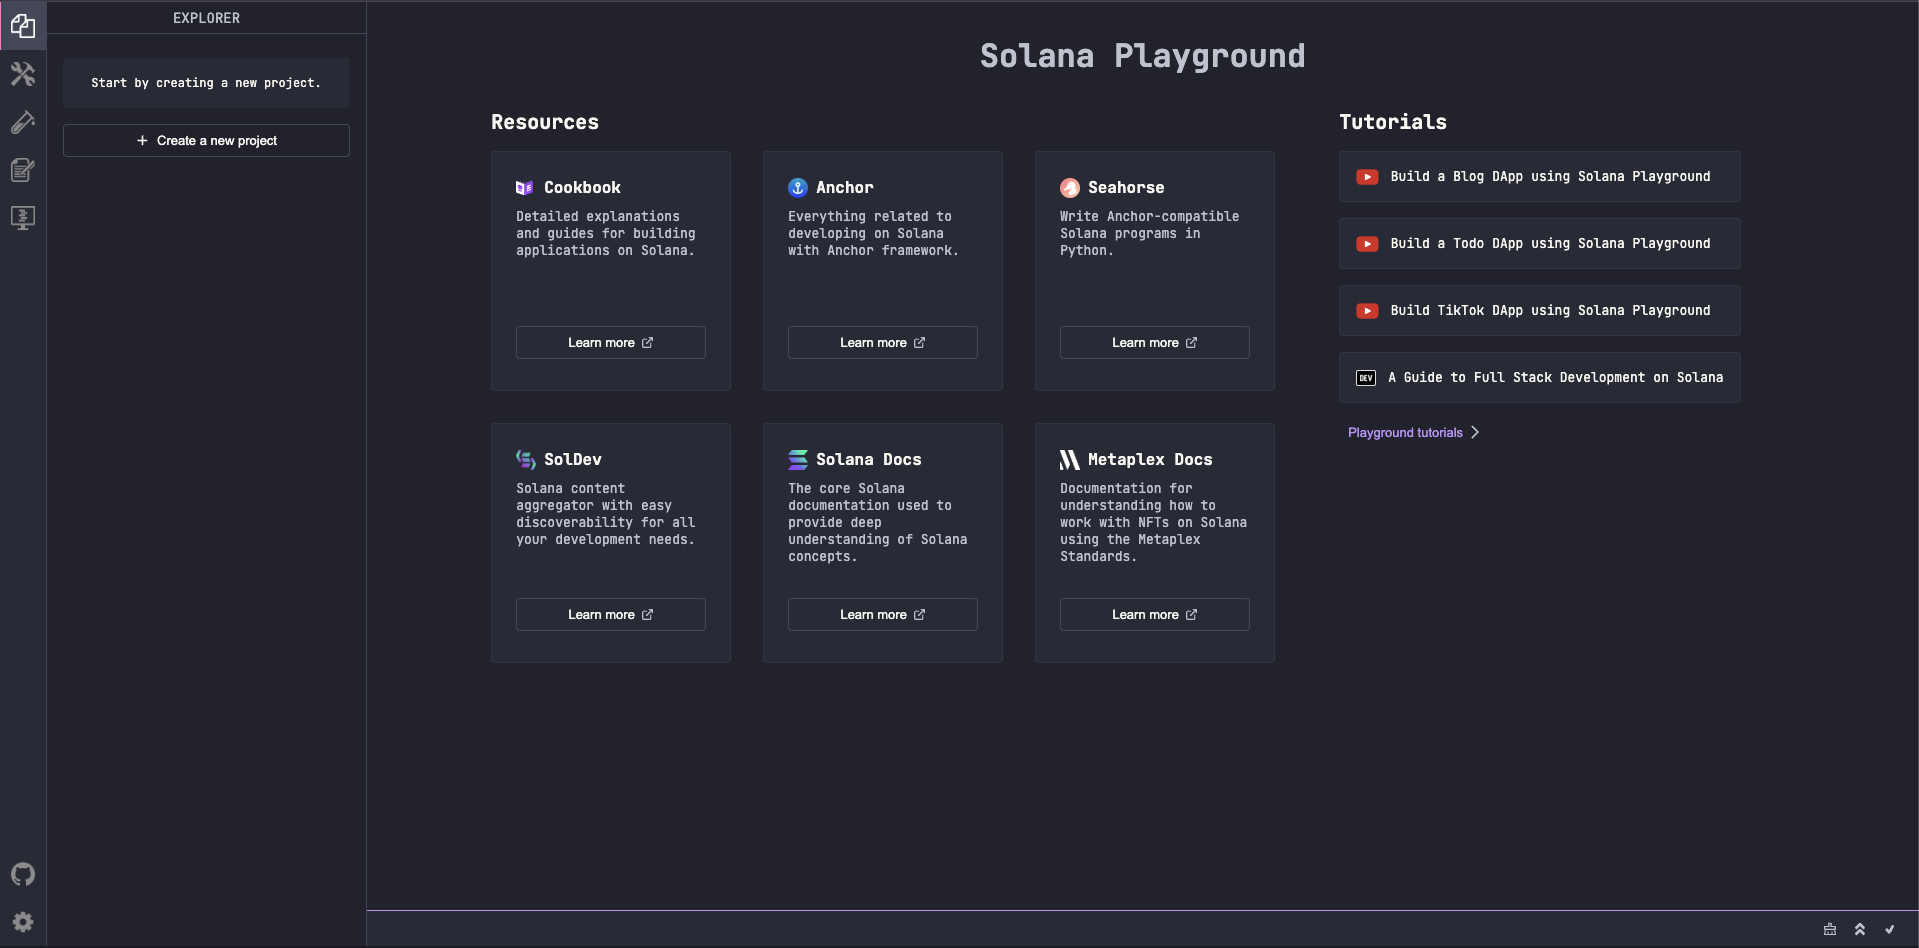 EXPLORER
Start by creating a new project.
Create a new project
Solana Playground
Resources
Cookbook
Detailed explanations
and guides for building
applications on Solana.
Learn more
Anchor
Everything related to
developing on Solana
with Anchor framework.
Learn more
Seahorse
Write Anchor-compatible
Solana programs in
Python.
Learn more
SolDev
Solana content
aggregator with easy
discoverability for all
your development needs.
Learn more
Solana Docs
The core Solana
documentation used to
provide deep
understanding of Solana
concepts.
Learn more
Metaplex Docs
Documentation for
understanding how to
work with NFTs on Solana
using the Metaplex
Standards.
Learn more
Tutorials
Build a Blog DApp using Solana Playground
Build a Todo DApp using Solana Playground
Build TikTok DApp using Solana Playground
DEV A Guide to Full Stack Development on Solana
Playground tutorials